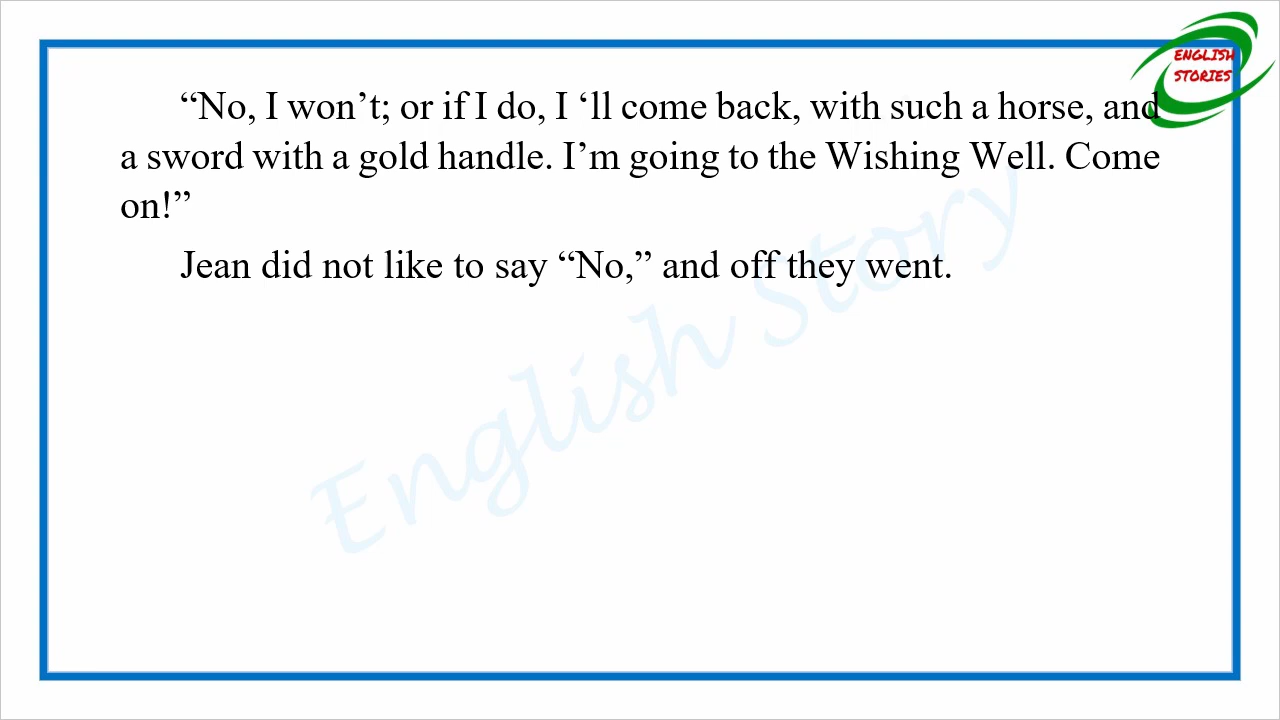 ENGLISH
STORIES
“No, I won’t; or if I do, I ‘ll come back, with such a horse, and
a sword with a gold handle. I’m going to the Wishing Well. Come
on!”
Jean did not like to say “No,” and off they went.
English Story